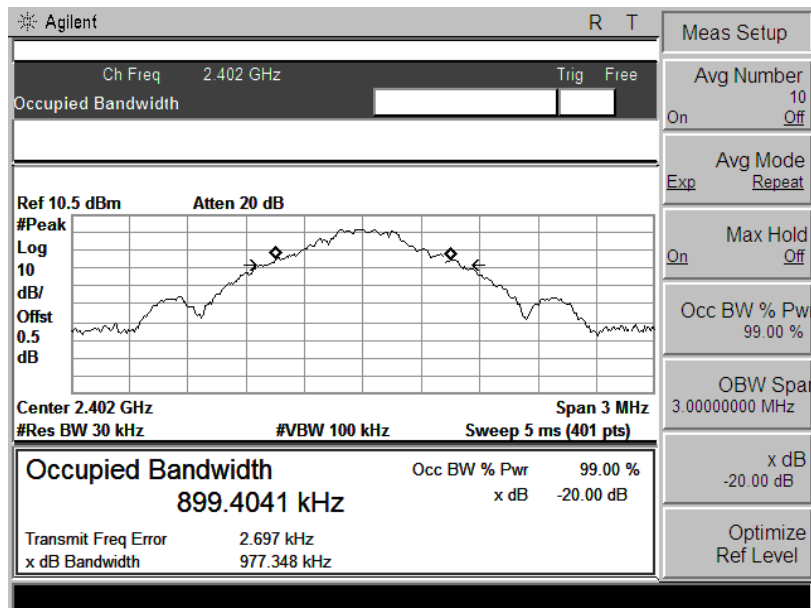 Agilent R T
Ch Freq 2.402 GHz Trig Free
Occupied Bandwidth
Ref 10.5 dBm Atten 20 dB
#Peak
Log
10
dB/
Offst
0.5
dB
Center 2.402 GHz Span 3 MHz
#Res BW 30 kHz #VBW 100 kHz Sweep 5 ms (401 pts)
Occupied Bandwidth Occ BW % Pwr 99.00 %
899.4041 kHz x dB -20.00 dB
Transmit Freq Error 2.697 kHz
x dB Bandwidth 977.348 kHz
Meas Setup
Avg Number
10
On Off
Avg Mode
Exp Repeat
Max Hold
On Off
Occ BW % Pwr
99.00 %
OBW Spa
3.00000000 MHz
x dB
-20.00 dB
Optimize
Ref Level